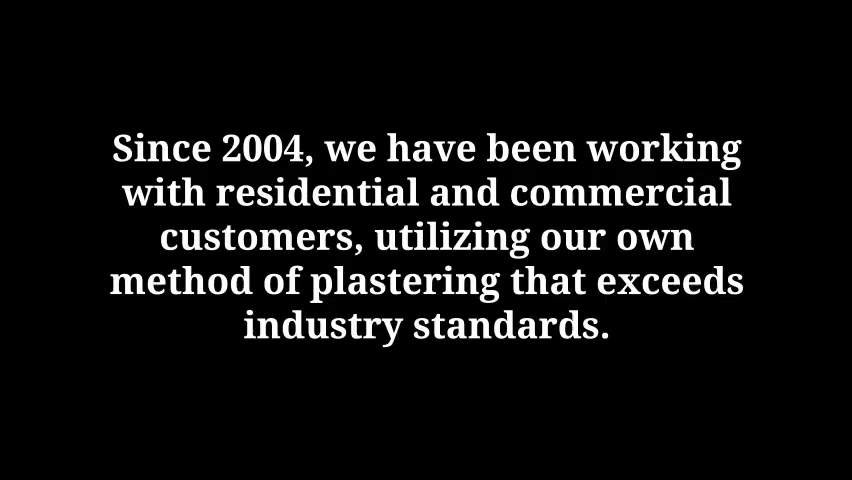 Since 2004, we have been working
with residential and commercial
customers, utilizing our own
method of plastering that exceeds
industry standards.